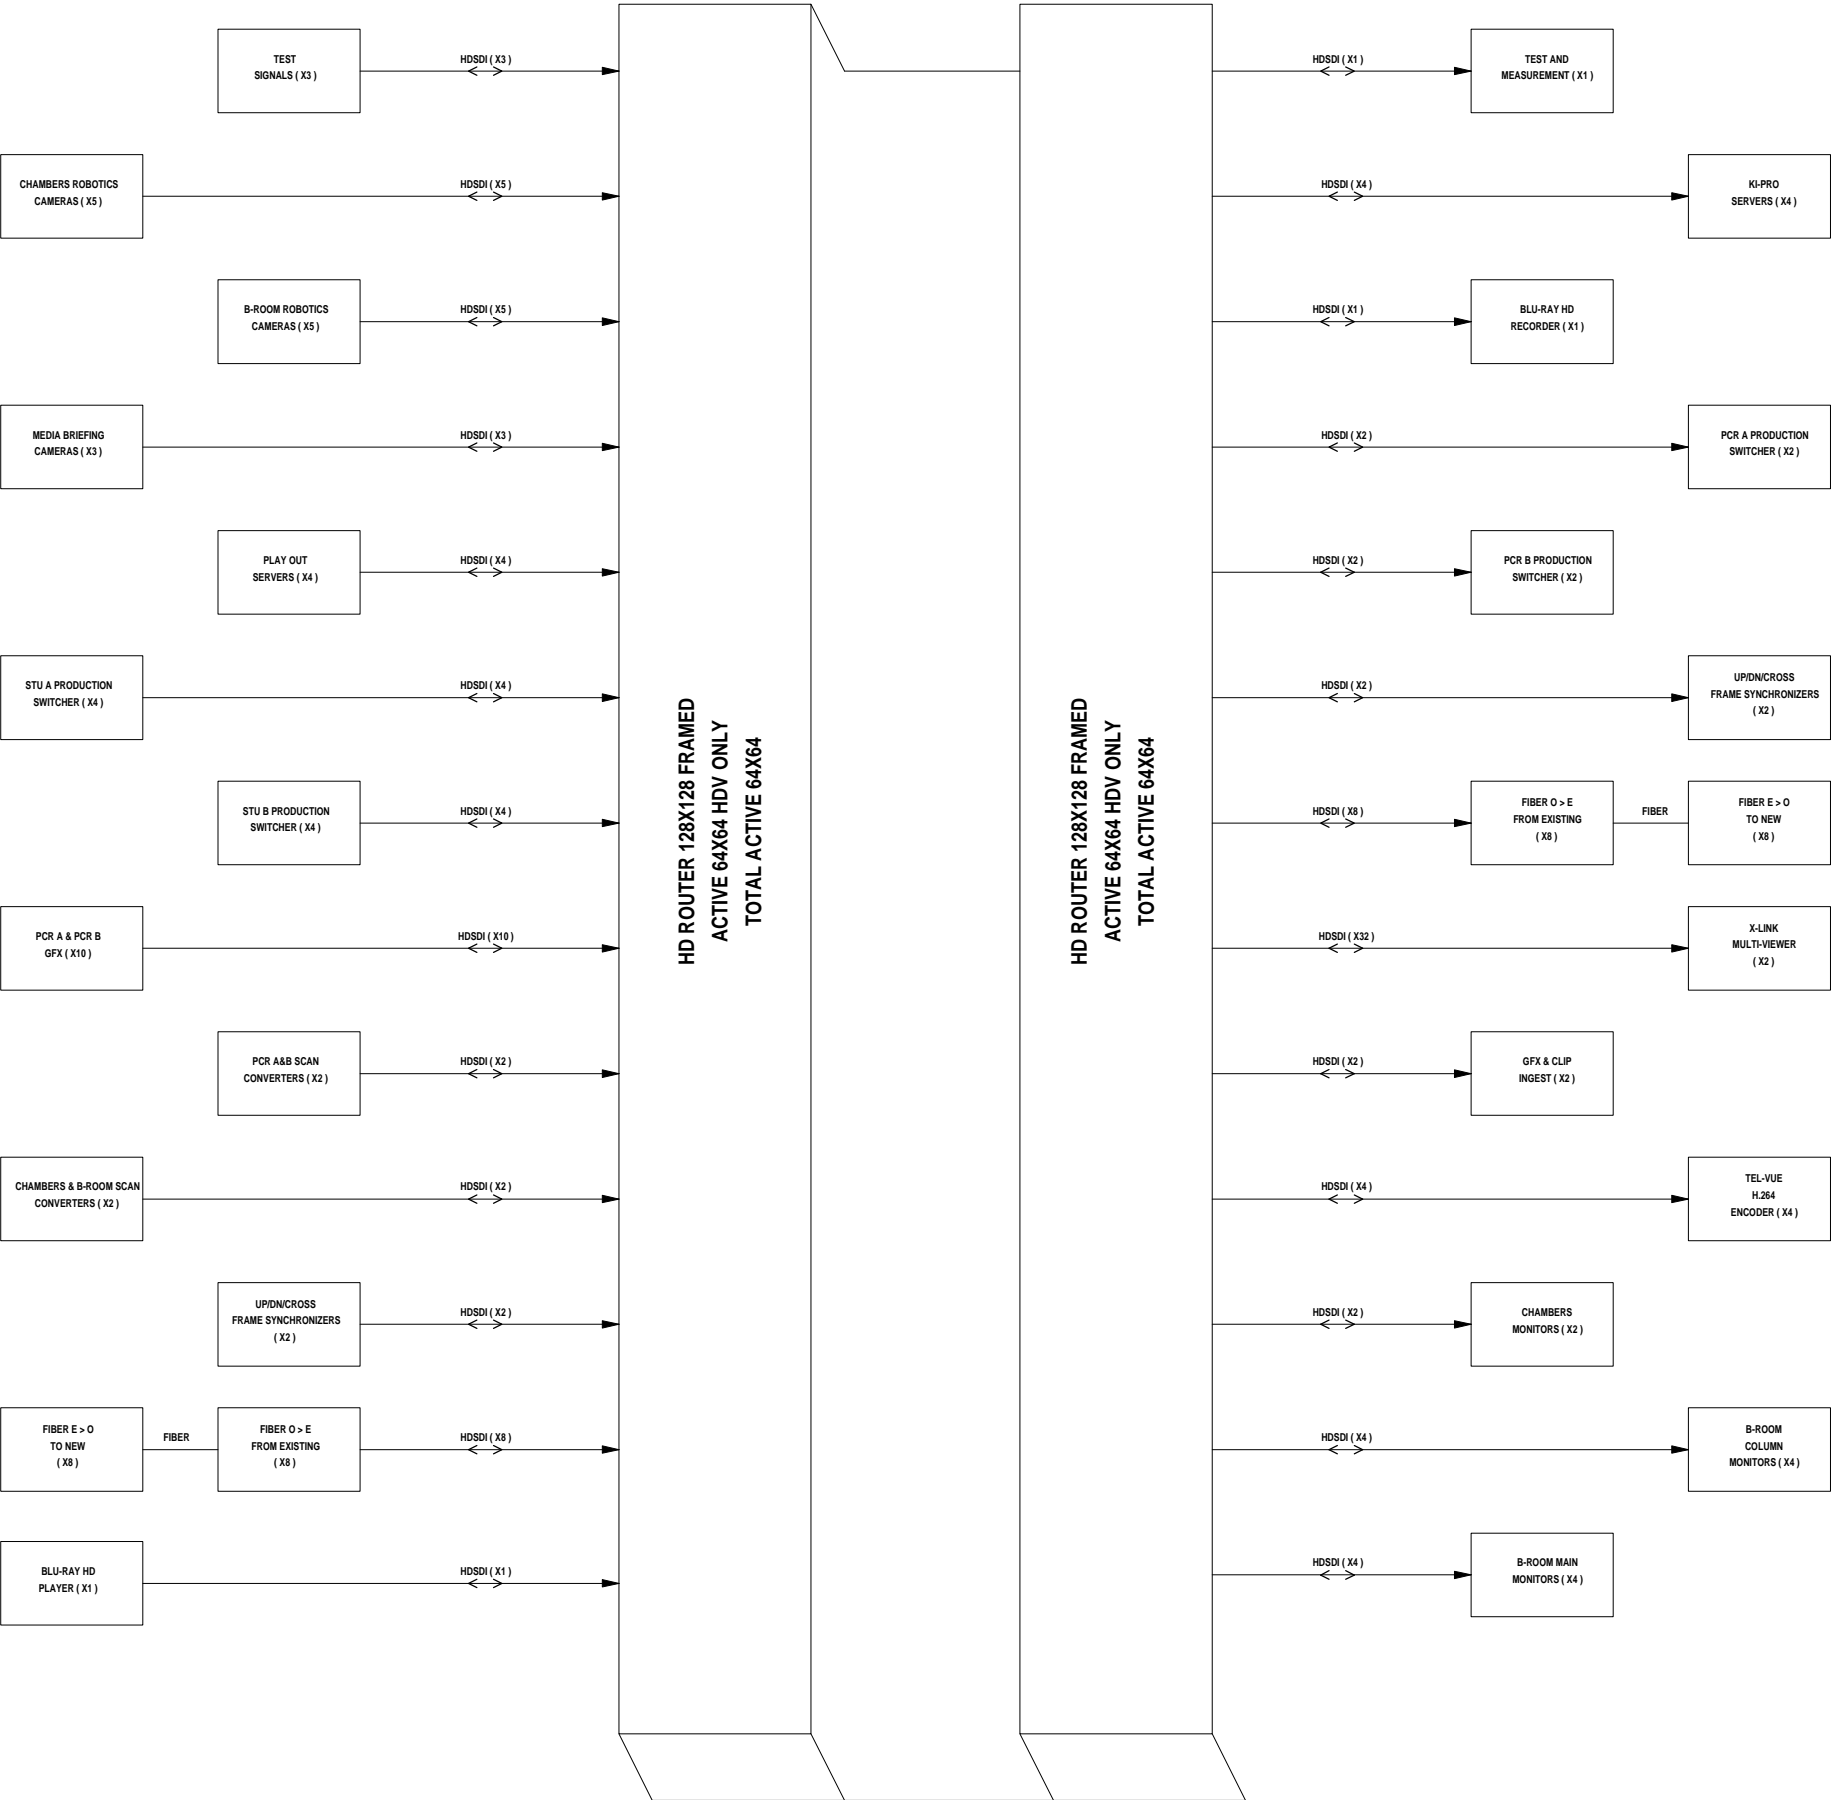 TEST
SIGNALS ( X3 )
HDSDI ( X3 )
CHAMBERS ROBOTICS
CAMERAS ( X5 )
HDSDI ( X5 )
B-ROOM ROBOTICS
CAMERAS ( X5 )
HDSDI ( X5 )
MEDIA BRIEFING
CAMERAS ( X3 )
HDSDI ( X3 )
PLAY OUT
SERVERS ( X4 )
HDSDI ( X4 )
STU A PRODUCTION
SWITCHER ( X4 )
HDSDI ( X4 )
STU B PRODUCTION
SWITCHER ( X4 )
HDSDI ( X4 )
PCR A & PCR B
GFX ( X10 )
HDSDI ( X10 )
PCR A&B SCAN
CONVERTERS ( X2 )
HDSDI ( X2 )
CHAMBERS & B-ROOM SCAN
CONVERTERS ( X2 )
HDSDI ( X2 )
UP/DN/CROSS
FRAME SYNCHRONIZERS
( X2 )
HDSDI ( X2 )
FIBER E > O
TO NEW
( X8 )
FIBER
FIBER O > E
FROM EXISTING
( X8 )
HDSDI ( X8 )
BLU-RAY HD
PLAYER ( X1 )
HDSDI ( X1 )
HD ROUTER 128X128 FRAMED
ACTIVE 64X64 HDV ONLY
TOTAL ACTIVE 64X64
HD ROUTER 128X128 FRAMED
ACTIVE 64X64 HDV ONLY
TOTAL ACTIVE 64X64
HDSDI ( X1 )
TEST AND
MEASUREMENT ( X1 )
HDSDI ( X4 )
KI-PRO
SERVERS ( X4 )
HDSDI ( X1 )
BLU-RAY HD
RECORDER ( X1 )
HDSDI ( X2 )
PCR A PRODUCTION
SWITCHER ( X2 )
HDSDI ( X2 )
PCR B PRODUCTION
SWITCHER ( X2 )
HDSDI ( X2 )
UP/DN/CROSS
FRAME SYNCHRONIZERS
( X2 )
HDSDI ( X8 )
FIBER O > E
FROM EXISTING
( X8 )
FIBER
FIBER E > O
TO NEW
( X8 )
HDSDI ( X32 )
X-LINK
MULTI-VIEWER
( X2 )
HDSDI ( X2 )
GFX & CLIP
INGEST ( X2 )
HDSDI ( X4 )
TEL-VUE
H.264
ENCODER ( X4 )
HDSDI ( X2 )
CHAMBERS
MONITORS ( X2 )
HDSDI ( X4 )
B-ROOM
COLUMN
MONITORS ( X4 )
HDSDI ( X4 )
B-ROOM MAIN
MONITORS ( X4 )